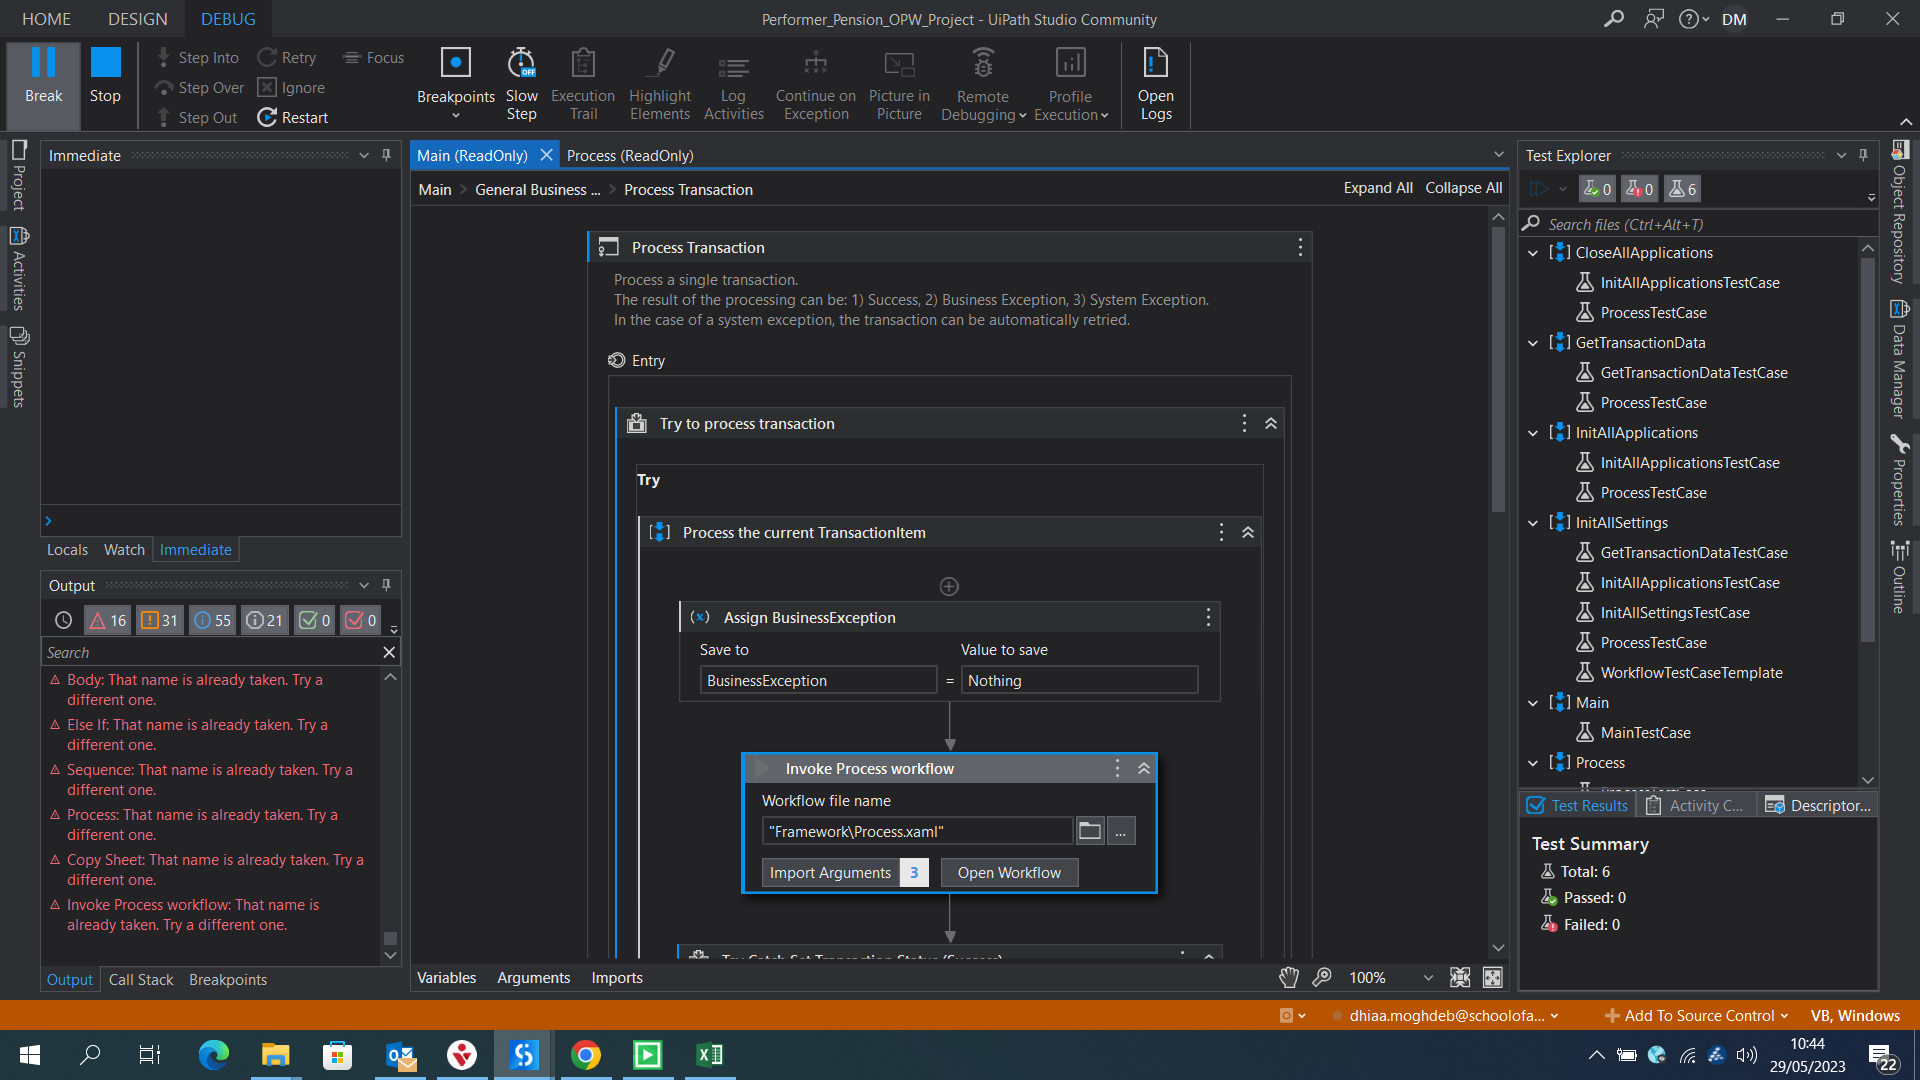 HOME DESIGN DEBUG
Performer_Pension_OPW_Project - UiPath Studio Community
DM
Break
Stop
Step Into
Step Over
Step Out
Retry
Ignore
Restart
Focus
Breakpoints
Slow
Step
OFF
Execution
Trail
Highlight
Elements
Log
Activities
Continue on
Exception
Picture in
Picture
Remote
Debugging
Profile
Execution
Open
Logs
Project
Activities
Snippets
Immediate
Locals Watch Immediate
Output
16 31 55 21 0 0
Search
Body: That name is already taken. Try a
different one.
Else If: That name is already taken. Try a
different one.
Sequence: That name is already taken. Try a
different one.
Process: That name is already taken. Try a
different one.
Copy Sheet: That name is already taken. Try a
different one.
Invoke Process workflow: That name is
already taken. Try a different one.
Output Call Stack Breakpoints
Main (ReadOnly) Process (ReadOnly)
Main > General Business ... > Process Transaction
Expand All Collapse All
Process Transaction
Process a single transaction.
The result of the processing can be: 1) Success, 2) Business Exception, 3) System Exception.
In the case of a system exception, the transaction can be automatically retried.
Entry
Try to process transaction
Try
Process the current TransactionItem
Assign BusinessException
Save to Value to save
BusinessException = Nothing
Invoke Process workflow
Workflow file name
"Framework\Process.xaml"
...
Import Arguments 3 Open Workflow
Try Catch Set Transaction Status (Success)
Variables Arguments Imports
100%
Test Explorer
0 0 6
Search files (Ctrl+Alt+T)
CloseAllApplications
InitAllApplicationsTestCase
ProcessTestCase
GetTransactionData
GetTransactionDataTestCase
ProcessTestCase
InitAllApplications
InitAllApplicationsTestCase
ProcessTestCase
InitAllSettings
GetTransactionDataTestCase
InitAllApplicationsTestCase
InitAllSettingsTestCase
ProcessTestCase
WorkflowTestCaseTemplate
Main
MainTestCase
Process
ProcessTestCase
Test Results Activity C... Descriptor...
Test Summary
Total: 6
Passed: 0
Failed: 0
Object Repository
Data Manager
Properties
Outline
dhiaa.moghdeb@schoolofa...
Add To Source Control
VB, Windows
10:44
29/05/2023
22